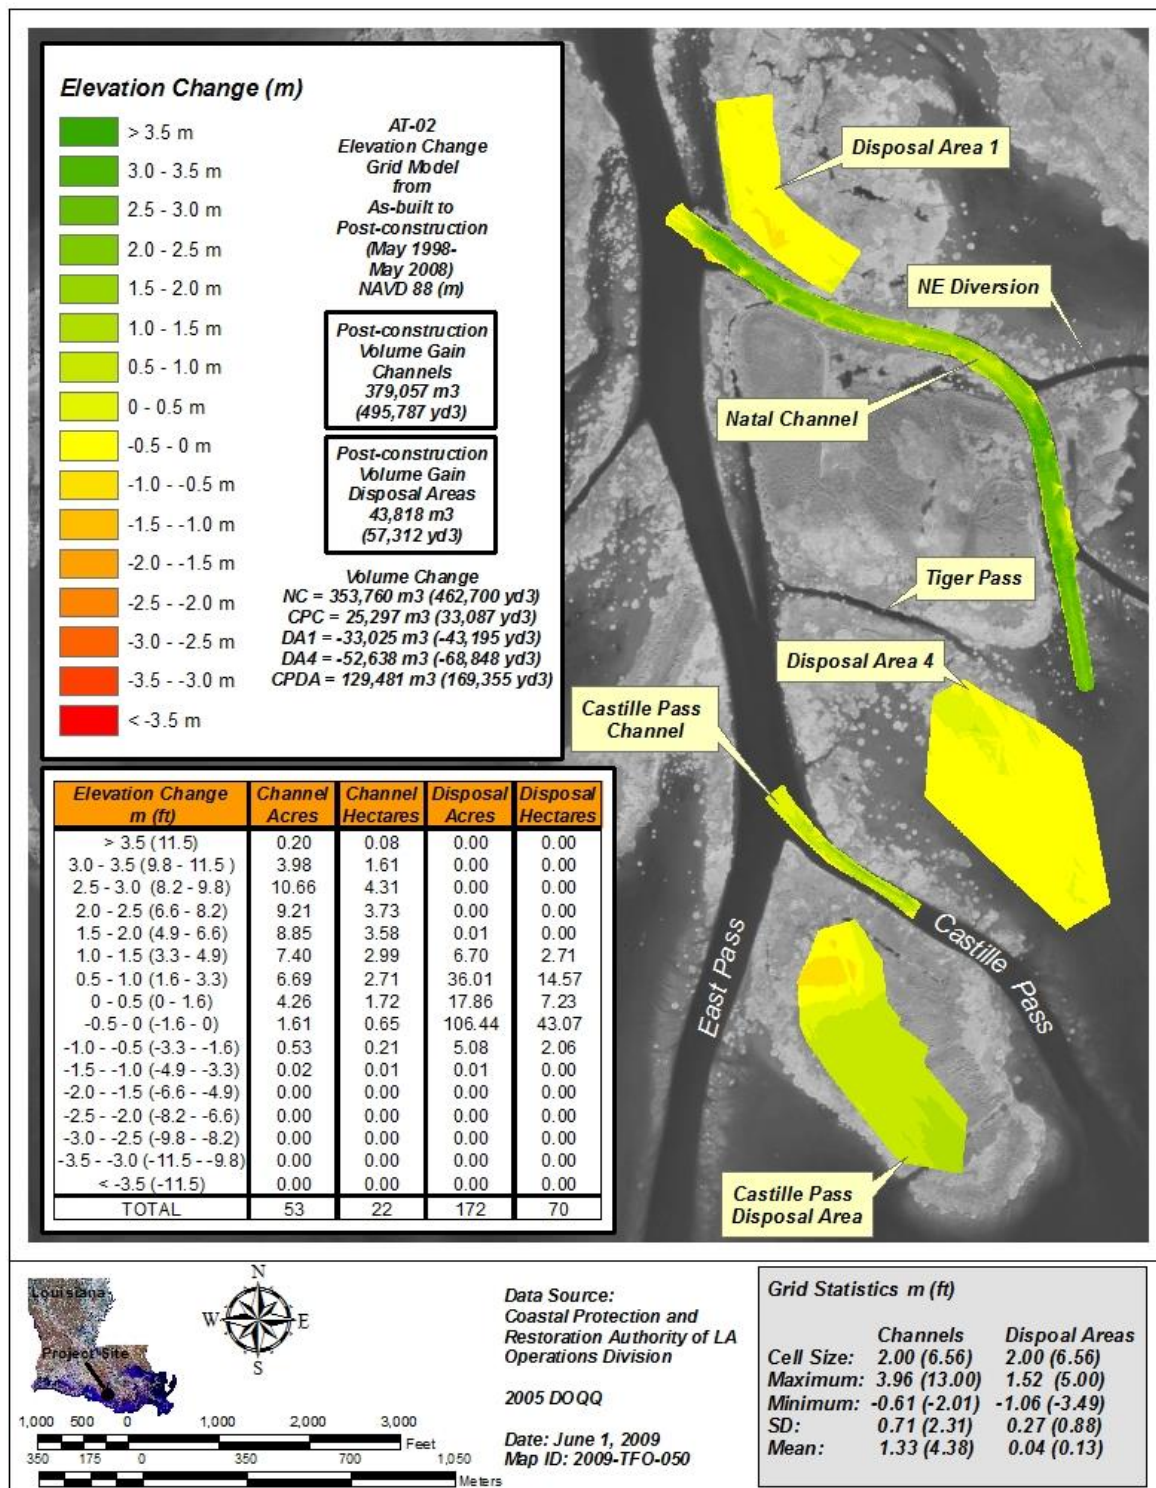 Elevation Change (m)
> 3.5 m
3.0 - 3.5 m
2.5 - 3.0 m
2.0 - 2.5 m
1.5 - 2.0 m
1.0 - 1.5 m
0.5 - 1.0 m
0 - 0.5 m
-0.5 - 0 m
-1.0 - -0.5 m
-1.5 - -1.0 m
-2.0 - -1.5 m
-2.5 - -2.0 m
-3.0 - -2.5 m
-3.5 - -3.0 m
< -3.5 m
AT-02
Elevation Change
Grid Model
from
As-built to
Post-construction
(May 1998-
May 2008)
NAVD 88 (m)
Post-construction
Volume Gain
Channels
379,057 m3
(495,787 yd3)
Post-construction
Volume Gain
Disposal Areas
43,818 m3
(57,312 yd3)
Volume Change
NC = 353,760 m3 (462,700 yd3)
CPC = 25,297 m3 (33,087 yd3)
DA1 = -33,025 m3 (-43,195 yd3)
DA4 = -52,638 m3 (-68,848 yd3)
CPDA = 129,481 m3 (169,355 yd3)
Disposal Area 1
NE Diversion
Natal Channel
Tiger Pass
Disposal Area 4
Castille Pass
Channel
East Pass
Castille Pass
Castille Pass
Disposal Area
Elevation Change m (ft) Channel Acres Channel Hectares Disposal Acres Disposal Hectares
> 3.5 (11.5) 0.20 0.08 0.00 0.00
3.0 - 3.5 (9.8 - 11.5 ) 3.98 1.61 0.00 0.00
2.5 - 3.0 (8.2 - 9.8) 10.66 4.31 0.00 0.00
2.0 - 2.5 (6.6 - 8.2) 9.21 3.73 0.00 0.00
1.5 - 2.0 (4.9 - 6.6) 8.85 3.58 0.01 0.00
1.0 - 1.5 (3.3 - 4.9) 7.40 2.99 6.70 2.71
0.5 - 1.0 (1.6 - 3.3) 6.69 2.71 36.01 14.57
0 - 0.5 (0 - 1.6) 4.26 1.72 17.86 7.23
-0.5 - 0 (-1.6 - 0) 1.61 0.65 106.44 43.07
-1.0 - -0.5 (-3.3 - -1.6) 0.53 0.21 5.08 2.06
-1.5 - -1.0 (-4.9 - -3.3) 0.02 0.01 0.01 0.00
-2.0 - -1.5 (-6.6 - -4.9) 0.00 0.00 0.00 0.00
-2.5 - -2.0 (-8.2 - -6.6) 0.00 0.00 0.00 0.00
-3.0 - -2.5 (-9.8 - -8.2) 0.00 0.00 0.00 0.00
-3.5 - -3.0 (-11.5 - -9.8) 0.00 0.00 0.00 0.00
< -3.5 (-11.5) 0.00 0.00 0.00 0.00
TOTAL 53 22 172 70
Louisiana
Project Site
N
W E
S
1,000 500 0 1,000 2,000 3,000
Feet
350 175 0 350 700 1,050
Meters
Data Source:
Coastal Protection and
Restoration Authority of LA
Operations Division
2005 DOQQ
Date: June 1, 2009
Map ID: 2009-TFO-050
Grid Statistics m (ft)
Channels Dispoal Areas
Cell Size: 2.00 (6.56) 2.00 (6.56)
Maximum: 3.96 (13.00) 1.52 (5.00)
Minimum: -0.61 (-2.01) -1.06 (-3.49)
SD: 0.71 (2.31) 0.27 (0.88)
Mean: 1.33 (4.38) 0.04 (0.13)